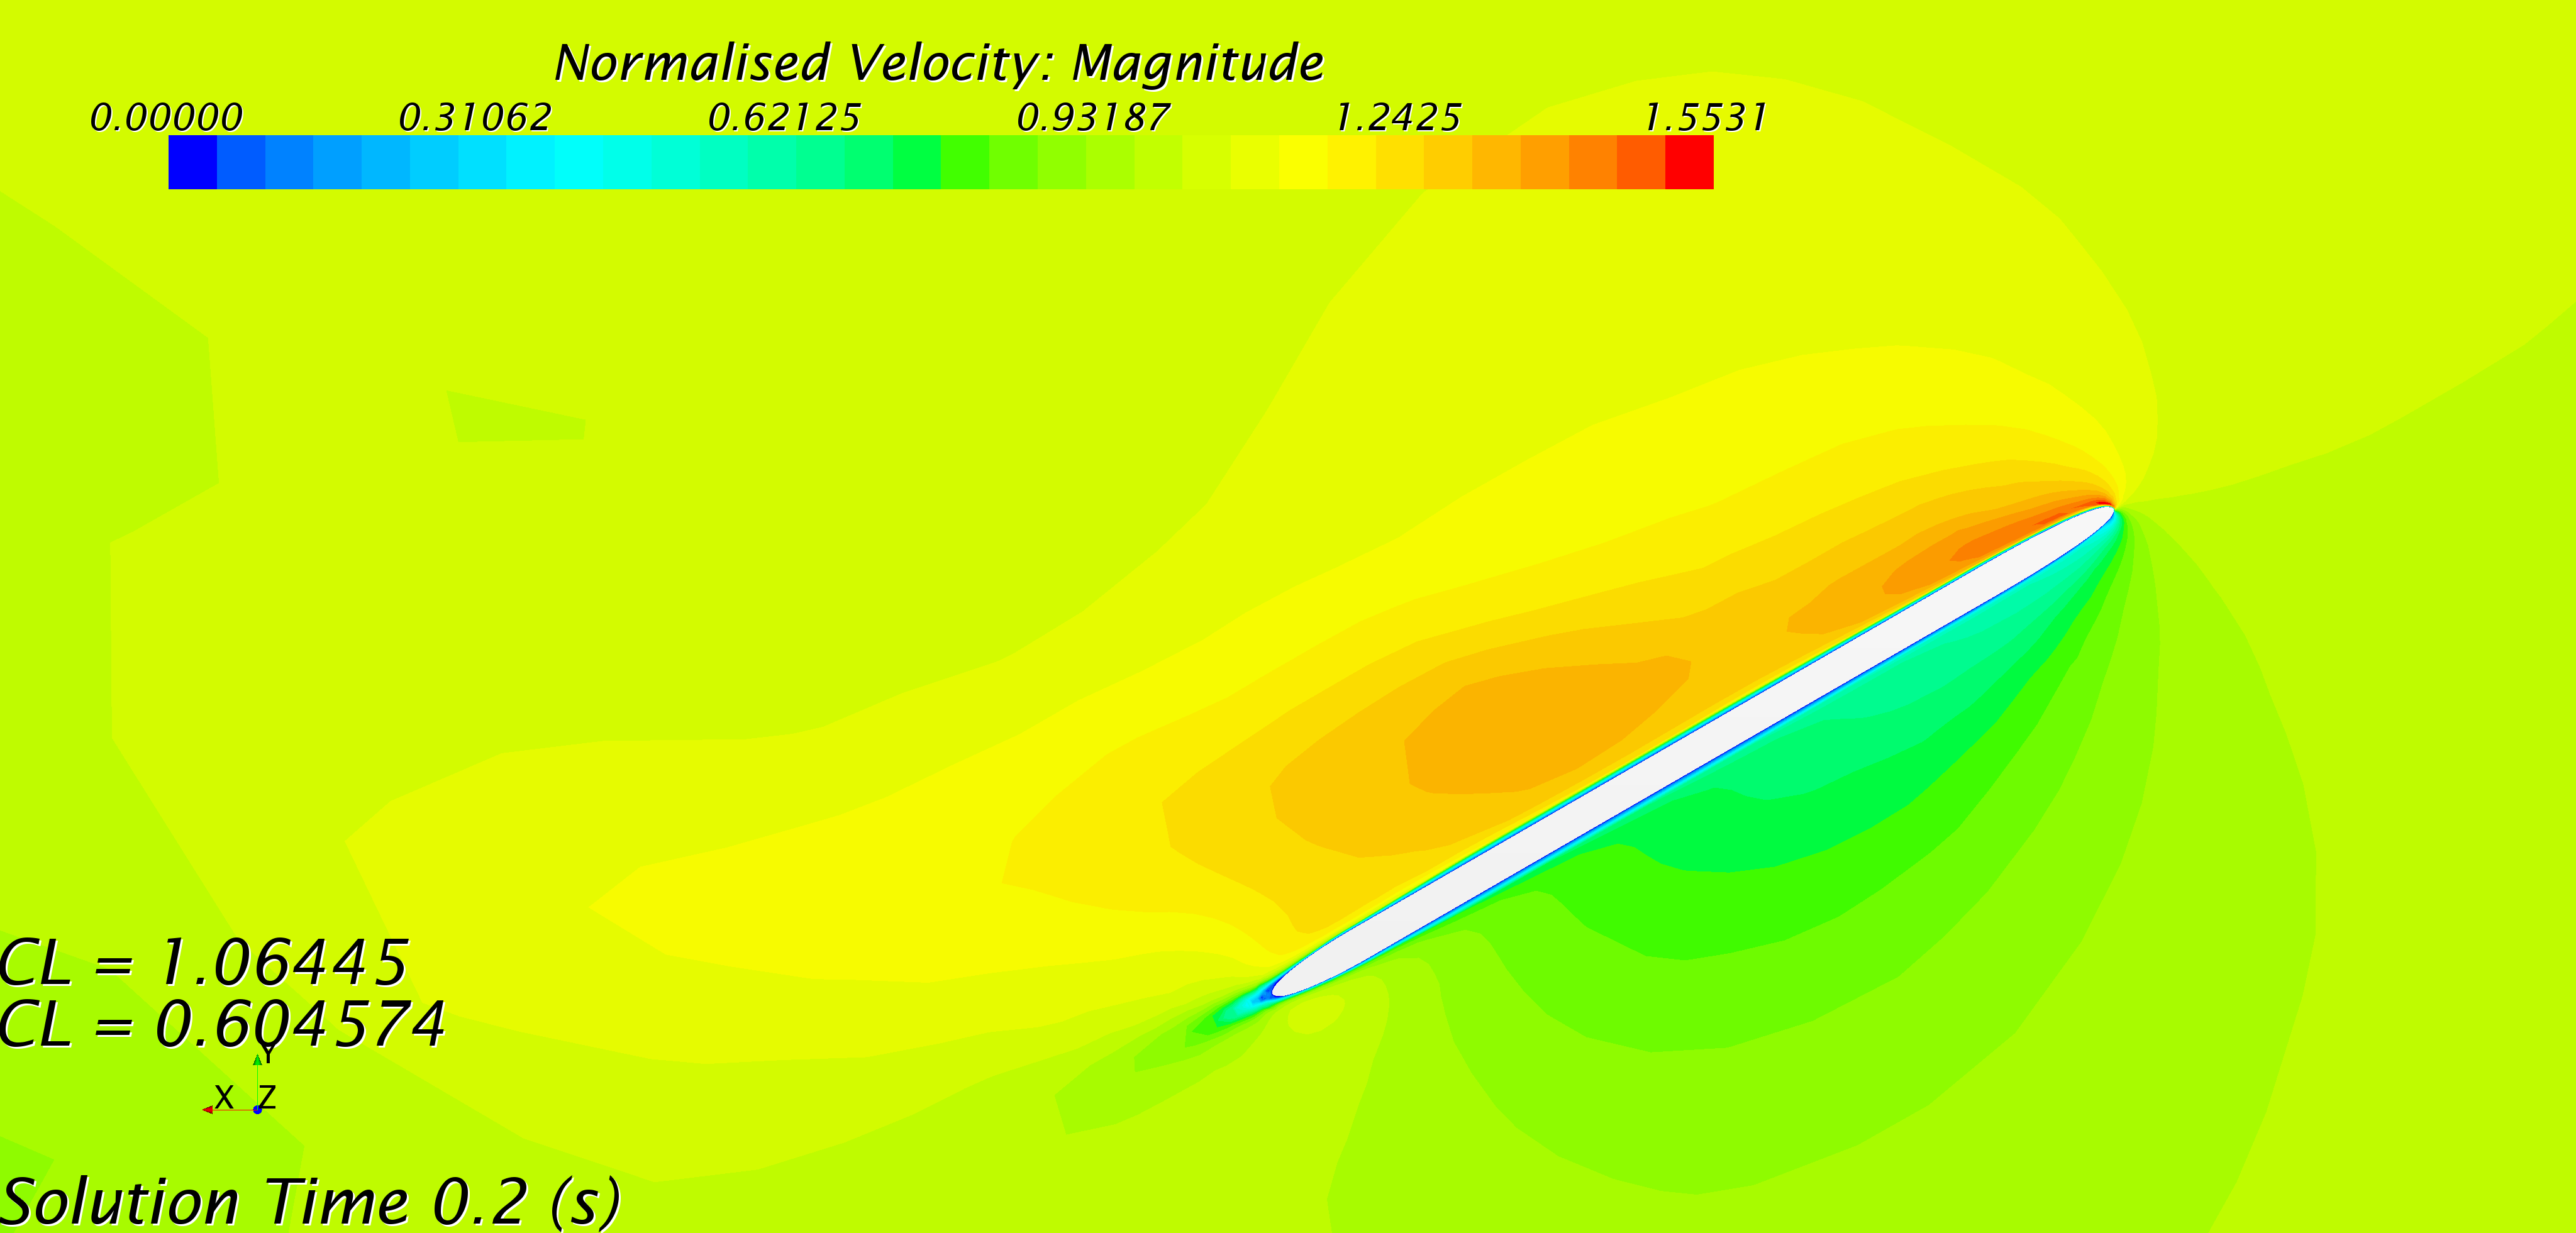 Normalised Velocity: Magnitude
0.00000 0.31062 0.62125 0.93187 1.2425 1.5531
CL = 1.06445
CL = 0.604574
Y
X Z
Solution Time 0.2 (s)